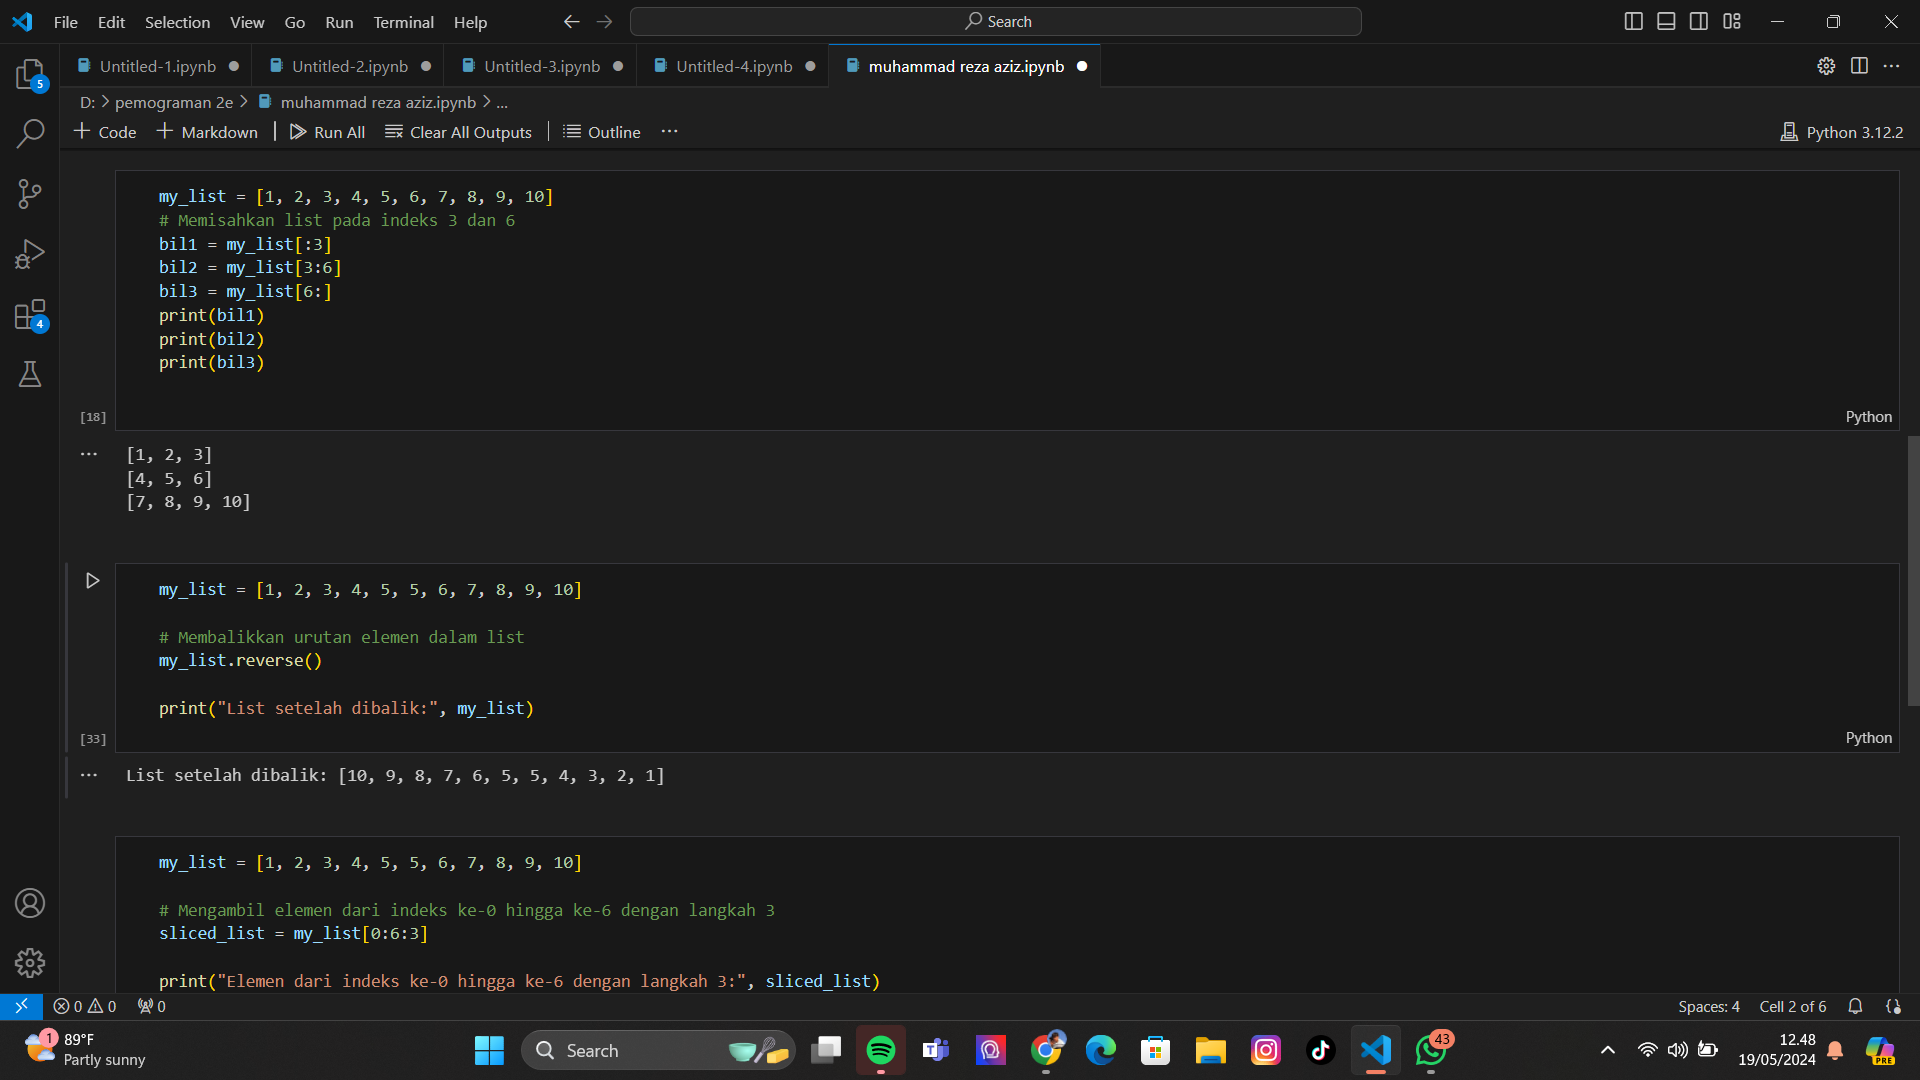 File Edit Selection View Go Run Terminal Help
Search
Untitled-1.ipynb Untitled-2.ipynb Untitled-3.ipynb Untitled-4.ipynb muhammad reza aziz.ipynb
5
D: > pemograman 2e > muhammad reza aziz.ipynb > ...
+ Code + Markdown Run All Clear All Outputs Outline ... Python 3.12.2
my_list = [1, 2, 3, 4, 5, 6, 7, 8, 9, 10]
# Memisahkan list pada indeks 3 dan 6
bil1 = my_list[:3]
bil2 = my_list[3:6]
bil3 = my_list[6:]
print(bil1)
4
print(bil2)
print(bil3)
[18] Python
[1, 2, 3]
[4, 5, 6]
[7, 8, 9, 10]
my_list = [1, 2, 3, 4, 5, 5, 6, 7, 8, 9, 10]
# Membalikkan urutan elemen dalam list
my_list.reverse()
print("List setelah dibalik:", my_list)
[33] Python
List setelah dibalik: [10, 9, 8, 7, 6, 5, 5, 4, 3, 2, 1]
my_list = [1, 2, 3, 4, 5, 5, 6, 7, 8, 9, 10]
# Mengambil elemen dari indeks ke-0 hingga ke-6 dengan langkah 3
sliced_list = my_list[0:6:3]
print("Elemen dari indeks ke-0 hingga ke-6 dengan langkah 3:", sliced_list)
0 0 0 Spaces: 4 Cell 2 of 6
1 89°F
Partly sunny
Search
43
12.48
19/05/2024
PRE